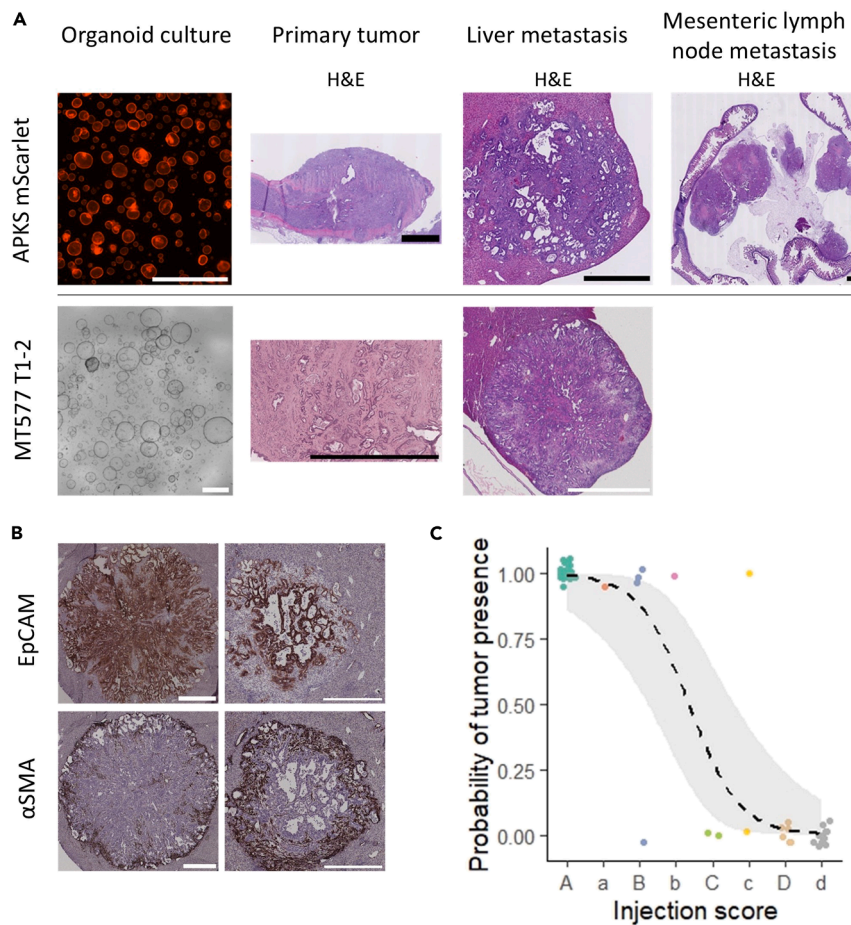 A
Organoid culture
Primary tumor
H&E
Liver metastasis
H&E
Mesenteric lymph
node metastasis
H&E
APKS mScarlet
MT577 T1-2
B
EpCAM
αSMA
C
Probability of tumor presence
1.00
0.75
0.50
0.25
0.00
A a B b C c D d
Injection score